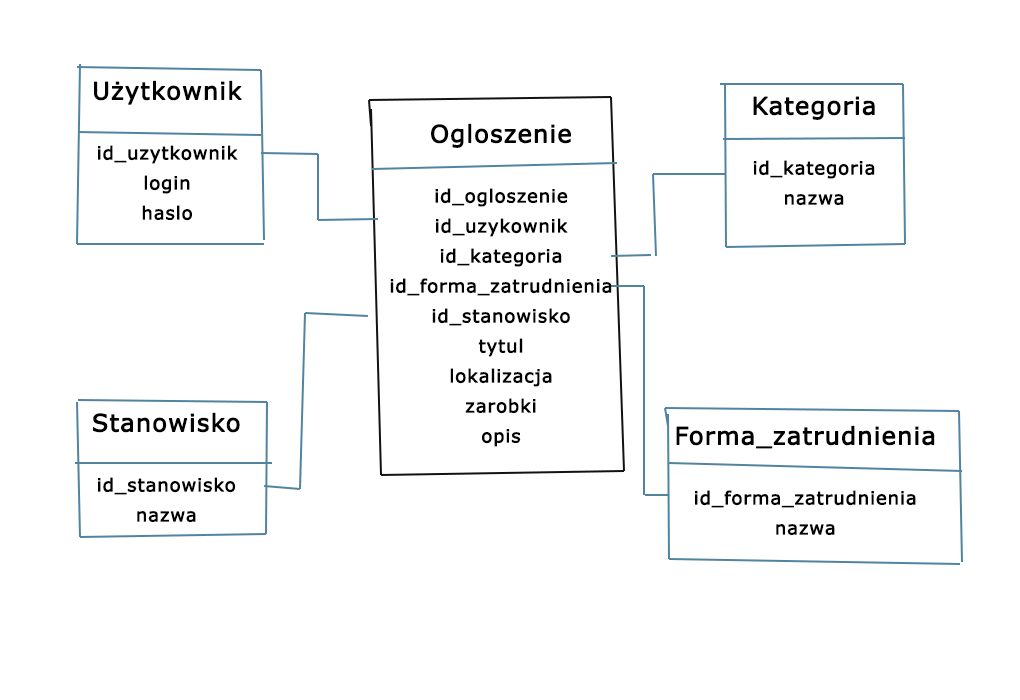 Użytkownik
id_uzytkownik
login
haslo
Ogloszenie
id_ogloszenie
id_uzykownik
id_kategoria
id_forma_zatrudnienia
id_stanowisko
tytul
lokalizacja
zarobki
opis
Kategoria
id_kategoria
nazwa
Stanowisko
id_stanowisko
nazwa
Forma_zatrudnienia
id_forma_zatrudnienia
nazwa